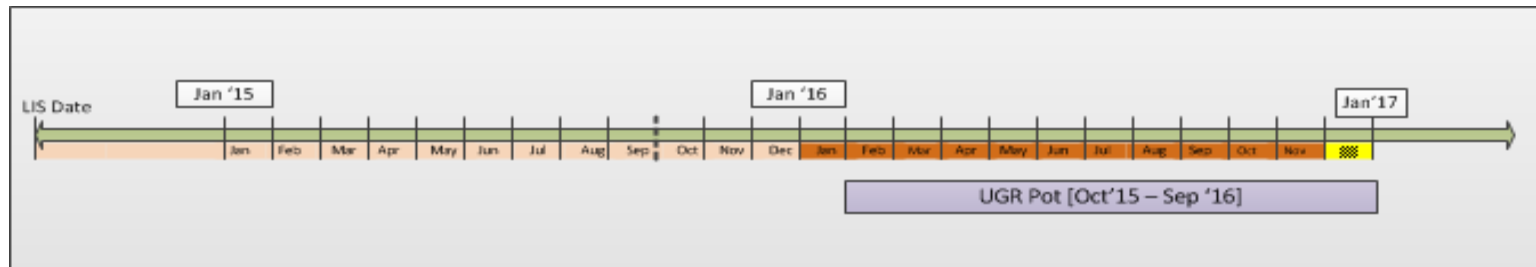 Jan ‘15
Jan ‘16
Jan’17
LIS Date
Jan Feb Mar Apr May Jun Jul Aug Sep Oct Nov Dec Jan Feb Mar Apr May Jun Jul Aug Sep Oct Nov
UGR Pot [Oct’15 – Sep ‘16]